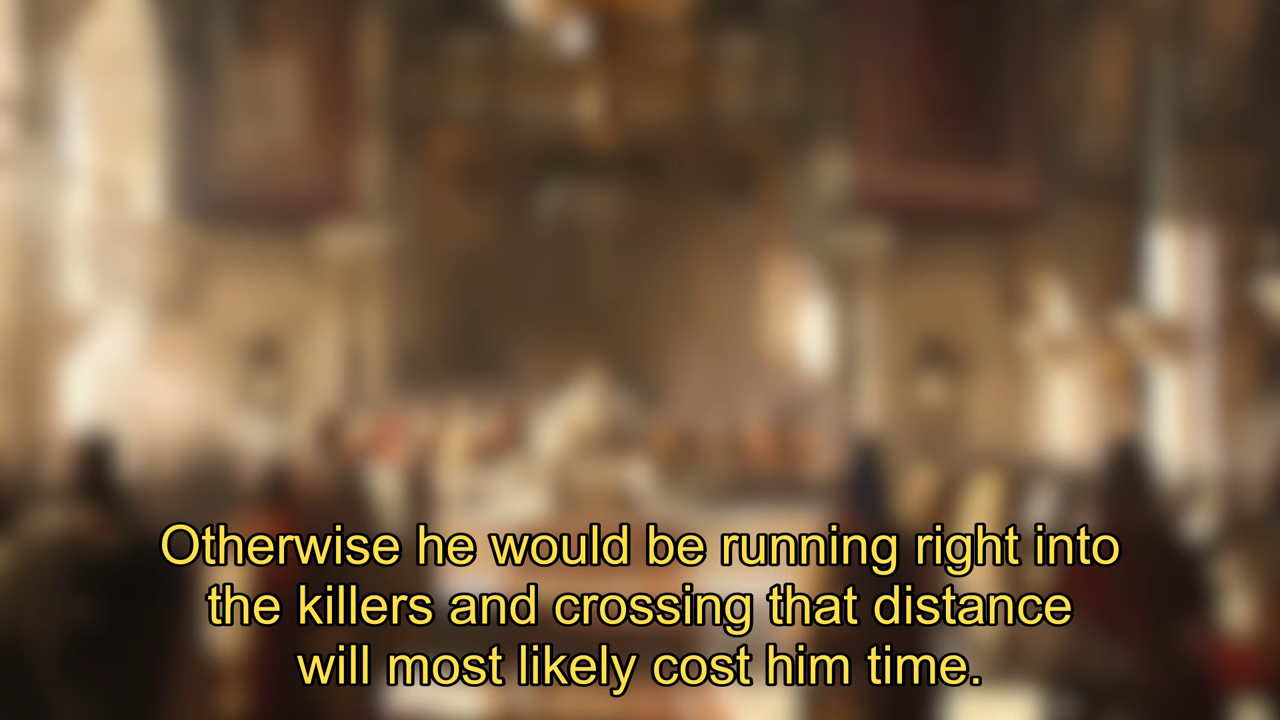 Otherwise he would be running right into
the killers and crossing that distance
will most likely cost him time.